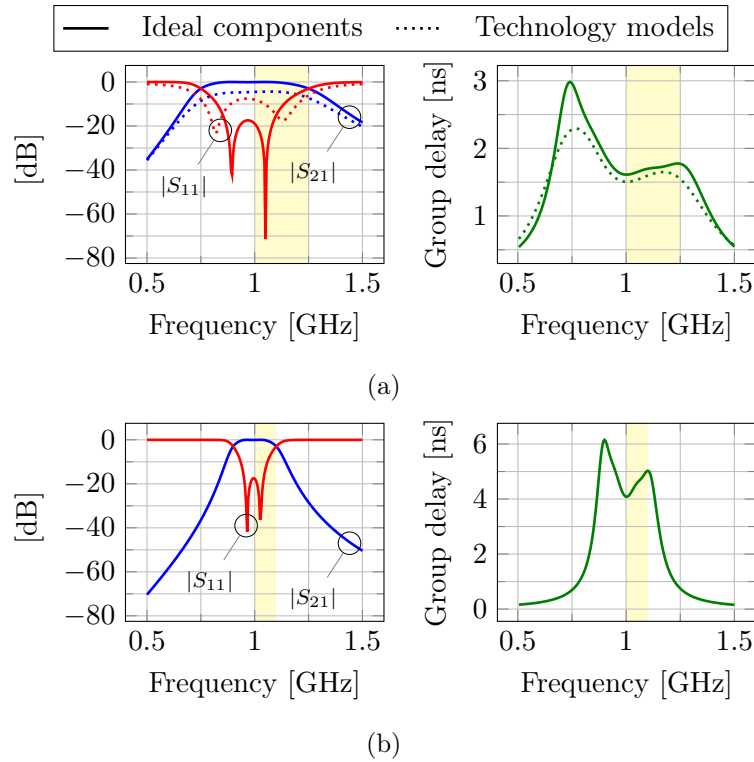 Ideal components Technology models
0
−20
−40
−60
−80
[dB]
|S11|
|S21|
0.5 1 1.5
Frequency [GHz]
3
2
1
Group delay [ns]
0.5 1 1.5
Frequency [GHz]
(a)
0
−20
−40
−60
−80
[dB]
|S11|
|S21|
0.5 1 1.5
Frequency [GHz]
6
4
2
0
Group delay [ns]
0.5 1 1.5
Frequency [GHz]
(b)